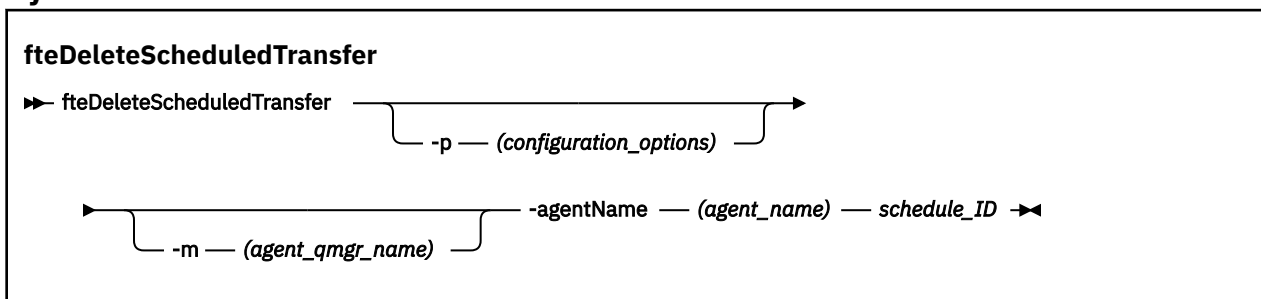 fteDeleteScheduledTransfer
fteDeleteScheduledTransfer
-p — (configuration_options)
-agentName — (agent_name) — schedule_ID
-m — (agent_qmgr_name)